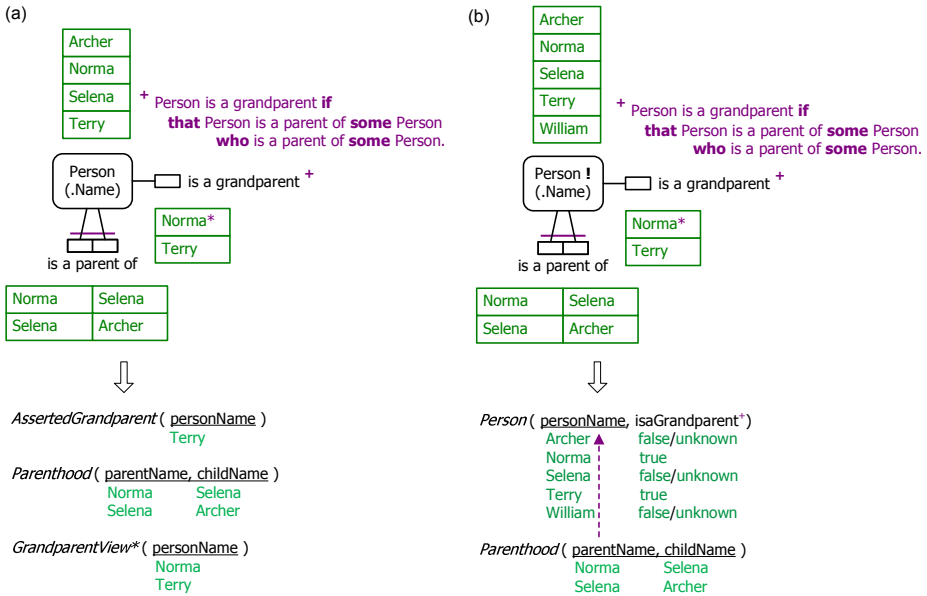 (a)
Archer
Norma
Selena
Terry
+ Person is a grandparent if
that Person is a parent of some Person
who is a parent of some Person.
Person
(.Name)
is a grandparent +
Norma*
Terry
is a parent of
Norma Selena
Selena Archer
AssertedGrandparent ( personName )
Terry
Parenthood ( parentName, childName )
Norma Selena
Selena Archer
GrandparentView* ( personName )
Norma
Terry
(b)
Archer
Norma
Selena
Terry
William
+ Person is a grandparent if
that Person is a parent of some Person
who is a parent of some Person.
Person !
(.Name)
is a grandparent +
Norma*
Terry
is a parent of
Norma Selena
Selena Archer
Person ( personName, isaGrandparent+)
Archer false/unknown
Norma true
Selena false/unknown
Terry true
William false/unknown
Parenthood ( parentName, childName )
Norma Selena
Selena Archer